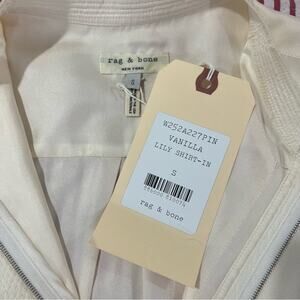 rag & bone
NEW YORK
W252A227PIN
VANILLA
LILY SHIRT-IN
S
rag & bone